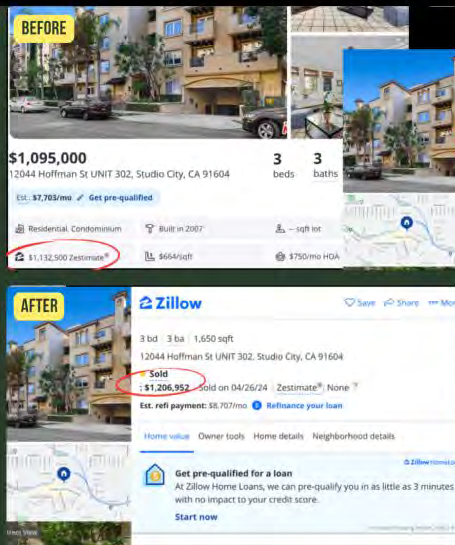 BEFORE
$1,095,000
3 3
12044 Hoffman St UNIT 302, Studio City, CA 91604
beds baths
Est.: $7,703/mo Get pre-qualified
Residential, Condominium
Built in 2007
-- sqft lot
$1,132,500 Zestimate®
$664/sqft
$750/mo HOA
AFTER
Zillow
Save Share More
3 bd 3 ba 1,650 sqft
12044 Hoffman St UNIT 302, Studio City, CA 91604
Sold
: $1,206,952 Sold on 04/26/24 Zestimate®: None ?
Est. refi payment: $8,707/mo Refinance your loan
Home value Owner tools Home details Neighborhood details
Zillow HomeLo
Get pre-qualified for a loan
At Zillow Home Loans, we can pre-qualify you in as little as 3 minutes
with no impact to your credit score.
Start now